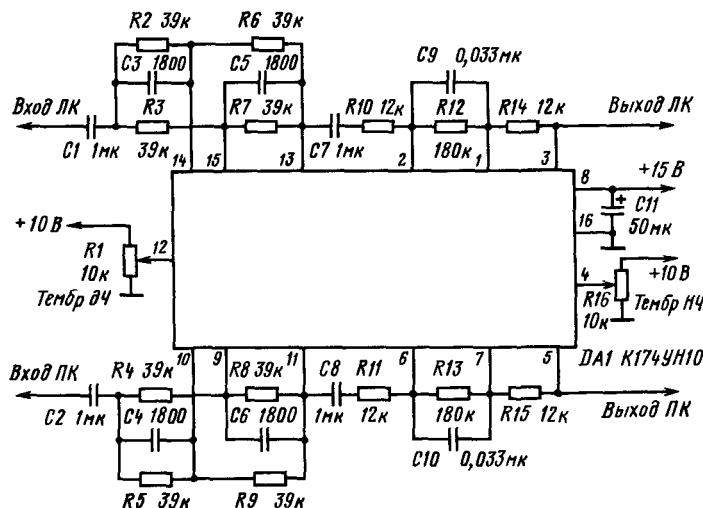 R2 39к R6 39к
C3 1800 C5 1800 C9 0,033мк
Вход ЛК R3 R7 39к R10 12к R12 R14 12к Выход ЛК
C1 1мк 39к C7 1мк 180к
14 15 13 2 1 3
8 +15 В
+10 В 12 16 C11 50мк
R1 10к 4 +10 В
Тембр ВЧ R16 10к Тембр НЧ
10 9 11 6 7 5 DA1 К174УН10
Вход ПК R4 39к R8 39к C8 R11 R13
C2 1мк C4 1800 C6 1800 1мк 12к 180к R15 12к Выход ПК
C10 0,033мк
R5 39к R9 39к